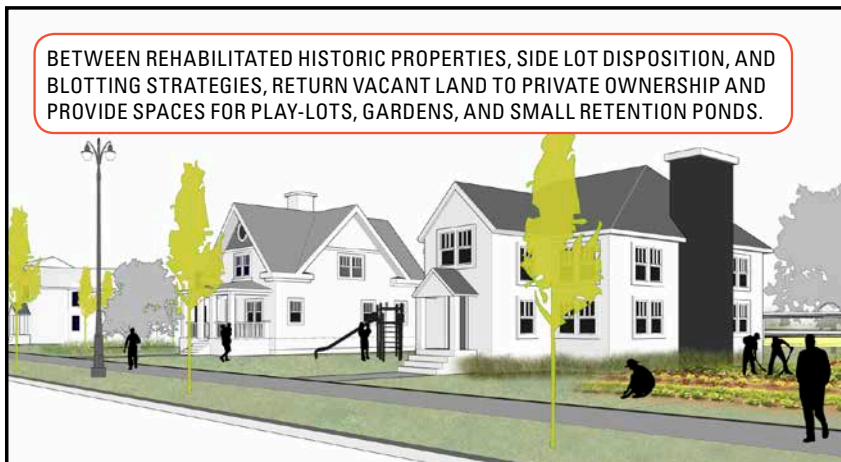 BETWEEN REHABILITATED HISTORIC PROPERTIES, SIDE LOT DISPOSITION, AND
BLOTTING STRATEGIES, RETURN VACANT LAND TO PRIVATE OWNERSHIP AND
PROVIDE SPACES FOR PLAY-LOTS, GARDENS, AND SMALL RETENTION PONDS.